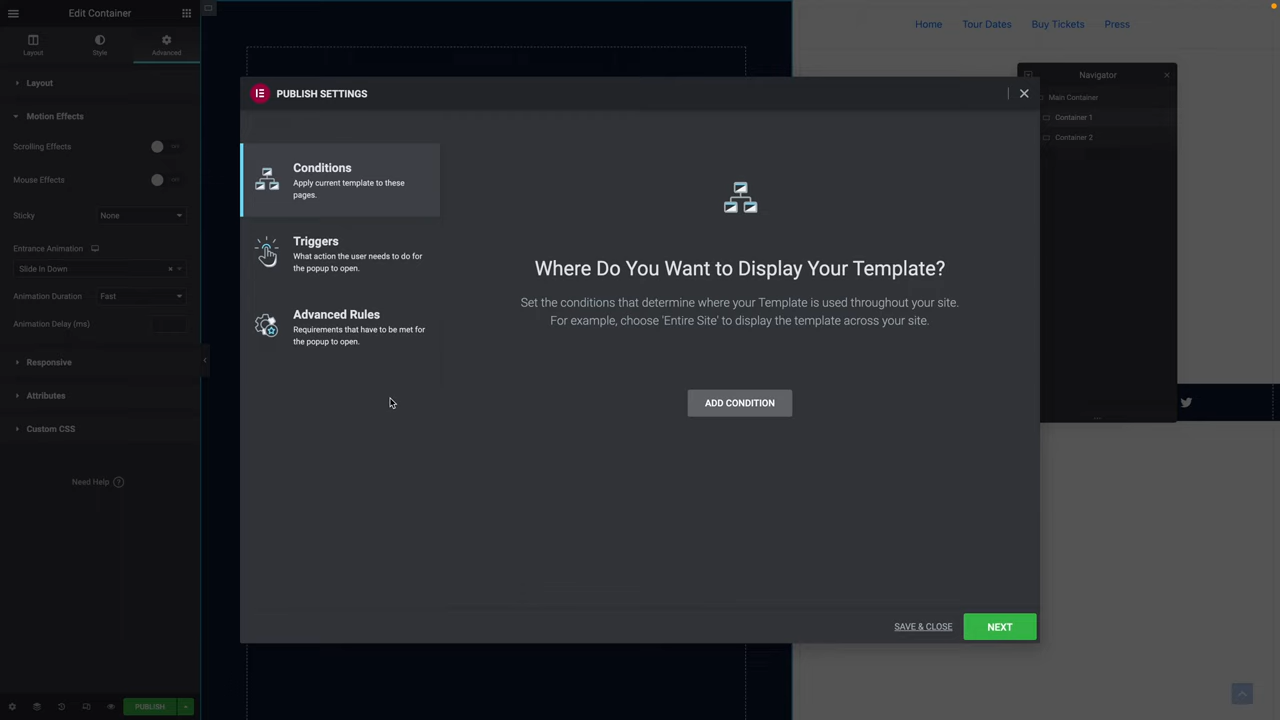 Edit Container
Home Tour Dates Buy Tickets Press
Layout Style Advanced
Layout
Motion Effects
Scrolling Effects
Mouse Effects
Sticky None
Entrance Animation
Slide In Down
Animation Duration Fast
Animation Delay (ms)
Responsive
Attributes
Custom CSS
Need Help
PUBLISH
PUBLISH SETTINGS
Conditions
Apply current template to these
pages.
Triggers
What action the user needs to do for
the popup to open.
Advanced Rules
Requirements that have to be met for
the popup to open.
Where Do You Want to Display Your Template?
Set the conditions that determine where your Template is used throughout your site.
For example, choose 'Entire Site' to display the template across your site.
ADD CONDITION
SAVE & CLOSE
NEXT
Navigator
Main Container
Container 1
Container 2